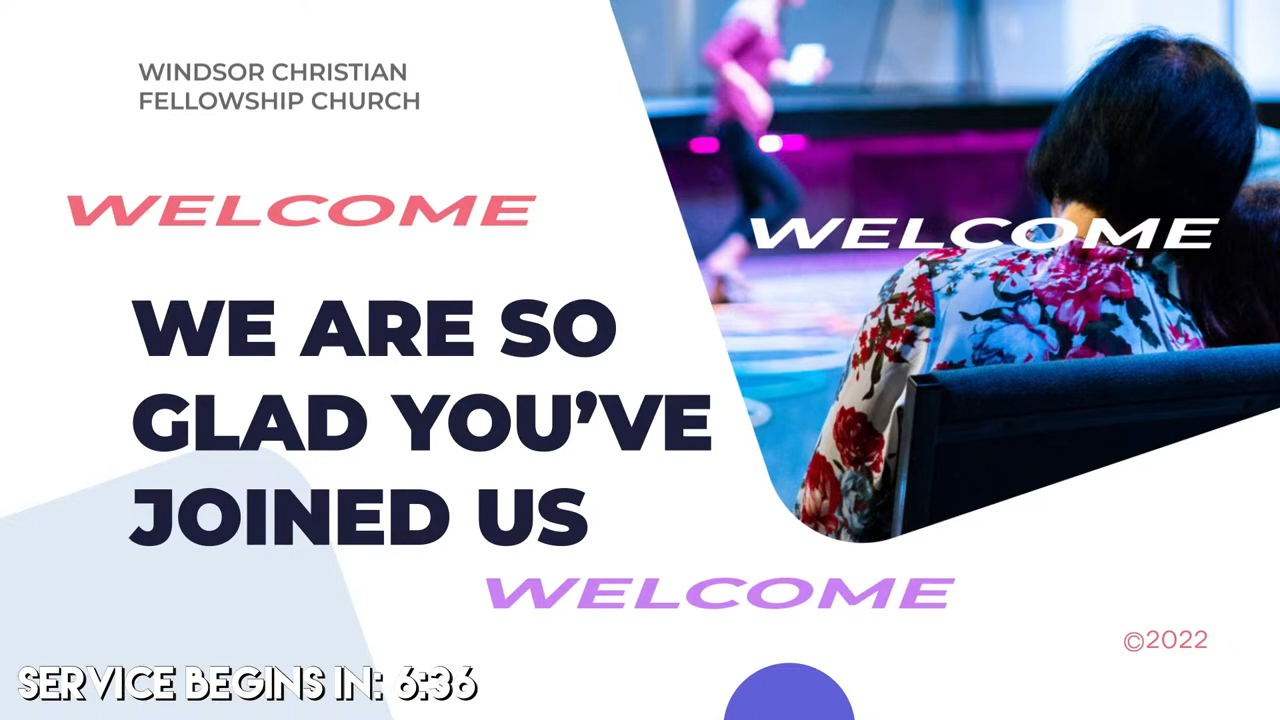 WINDSOR CHRISTIAN
FELLOWSHIP CHURCH
WELCOME
WELCOME
WE ARE SO
GLAD YOU’VE
JOINED US
WELCOME
©2022
SERVICE BEGINS IN: 6:36